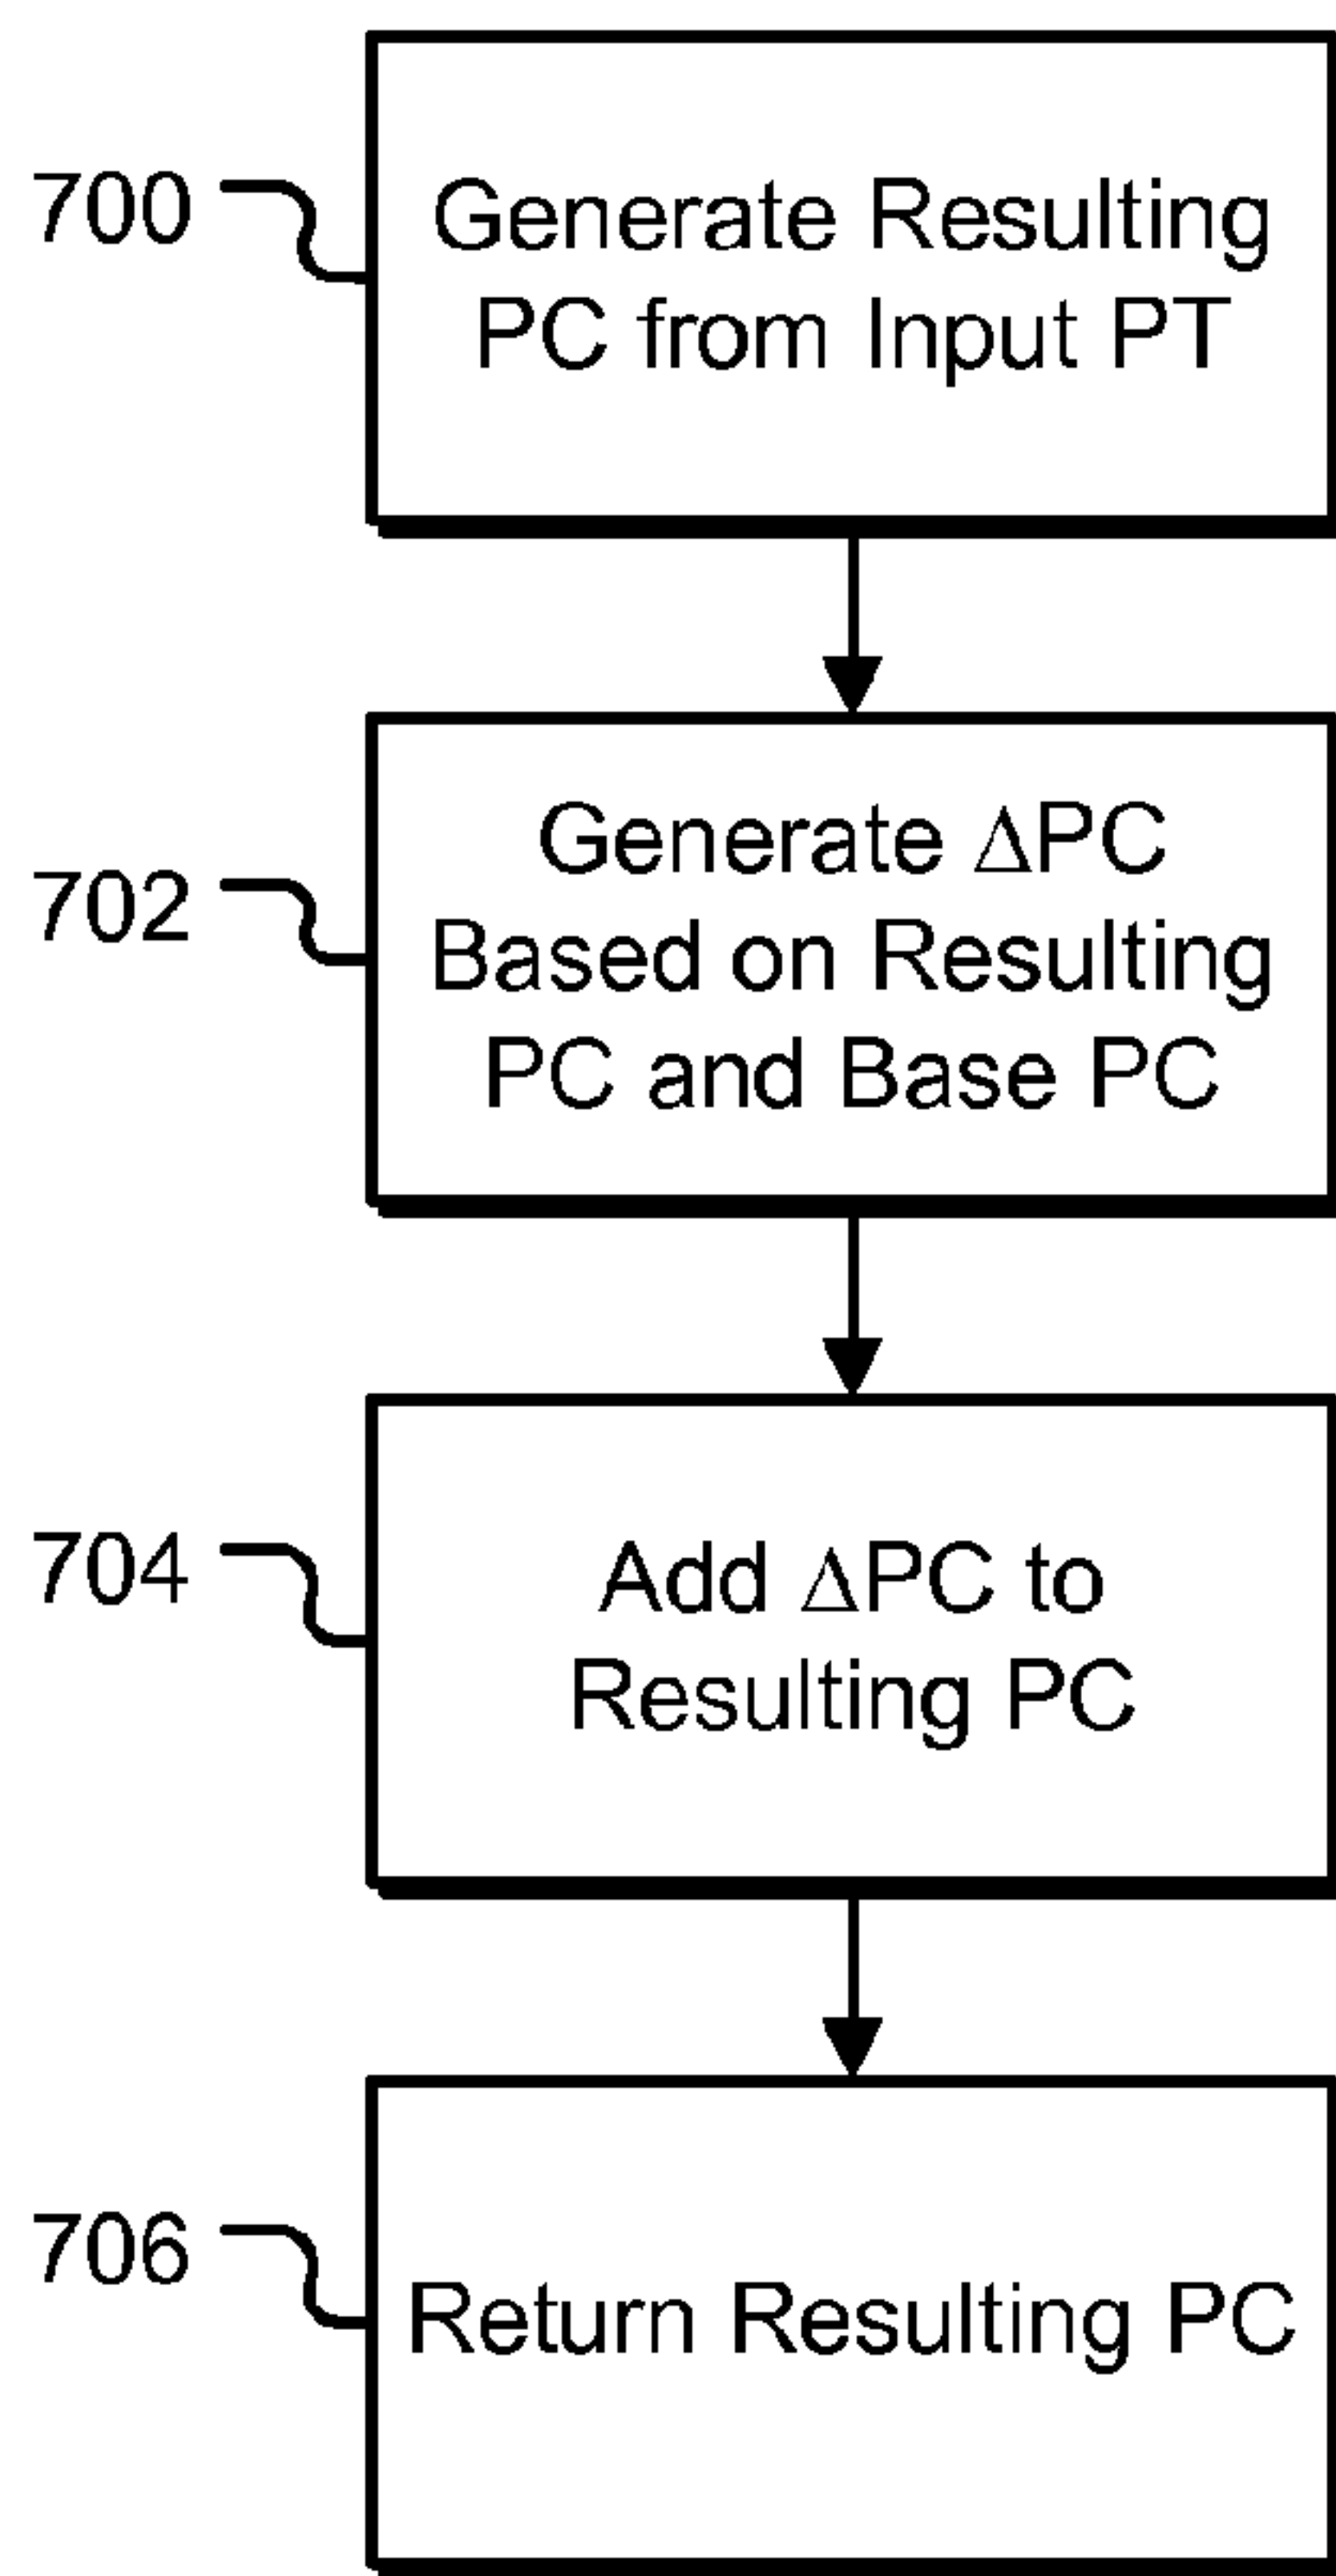 700
Generate Resulting
PC from Input PT
702
Generate ΔPC
Based on Resulting
PC and Base PC
704
Add ΔPC to
Resulting PC
706
Return Resulting PC